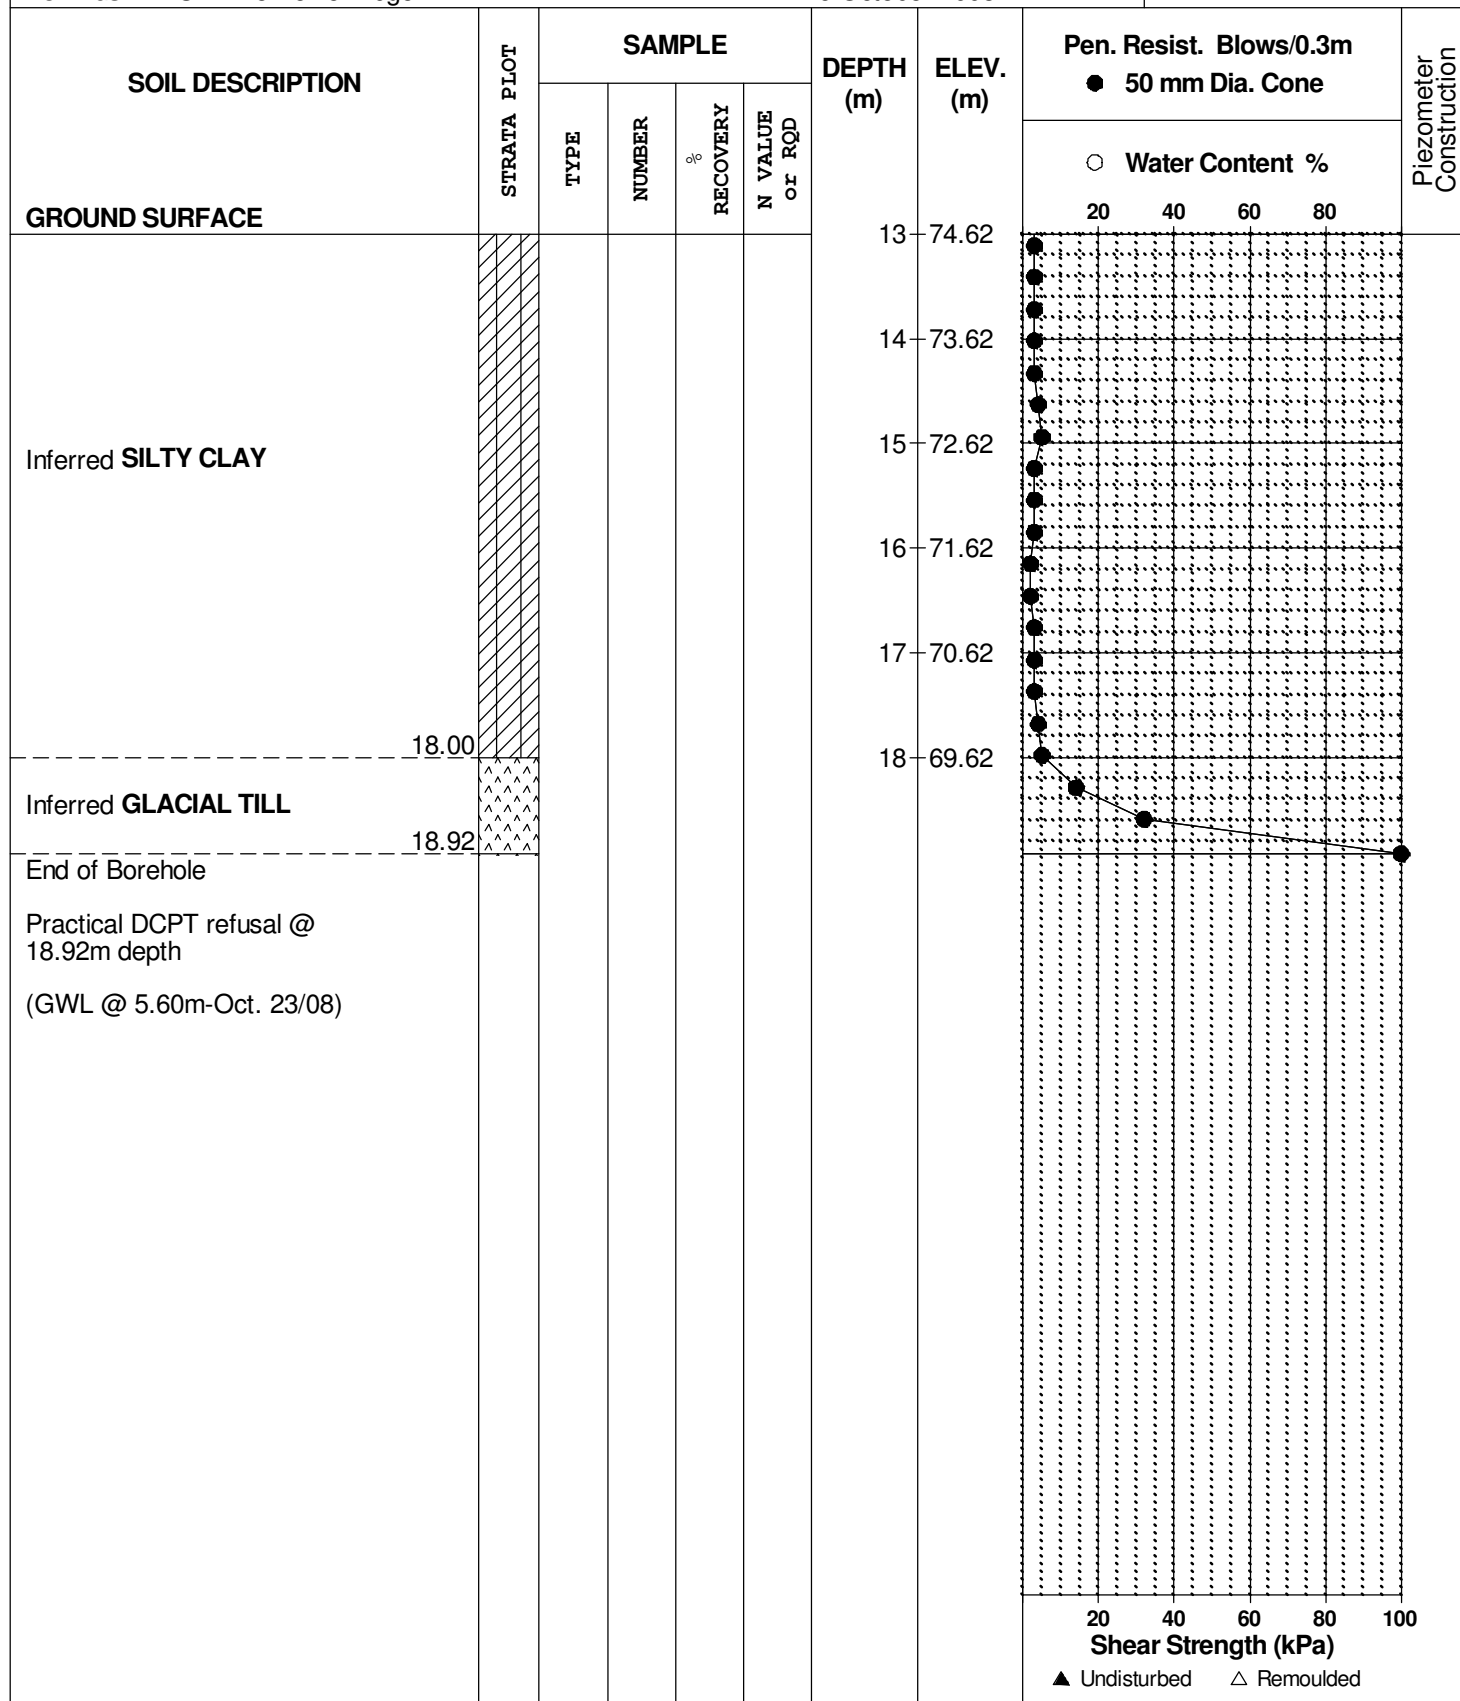 SOIL DESCRIPTION
GROUND SURFACE
STRATA PLOT
SAMPLE
TYPE
NUMBER
%
RECOVERY
N VALUE
or RQD
DEPTH
(m)
ELEV.
(m)
Pen. Resist. Blows/0.3m
● 50 mm Dia. Cone
○ Water Content %
20 40 60 80
Piezometer
Construction
13 74.62
14 73.62
Inferred SILTY CLAY
15 72.62
16 71.62
17 70.62
18.00
18 69.62
Inferred GLACIAL TILL
18.92
End of Borehole
Practical DCPT refusal @
18.92m depth
(GWL @ 5.60m-Oct. 23/08)
20 40 60 80 100
Shear Strength (kPa)
▲ Undisturbed △ Remoulded